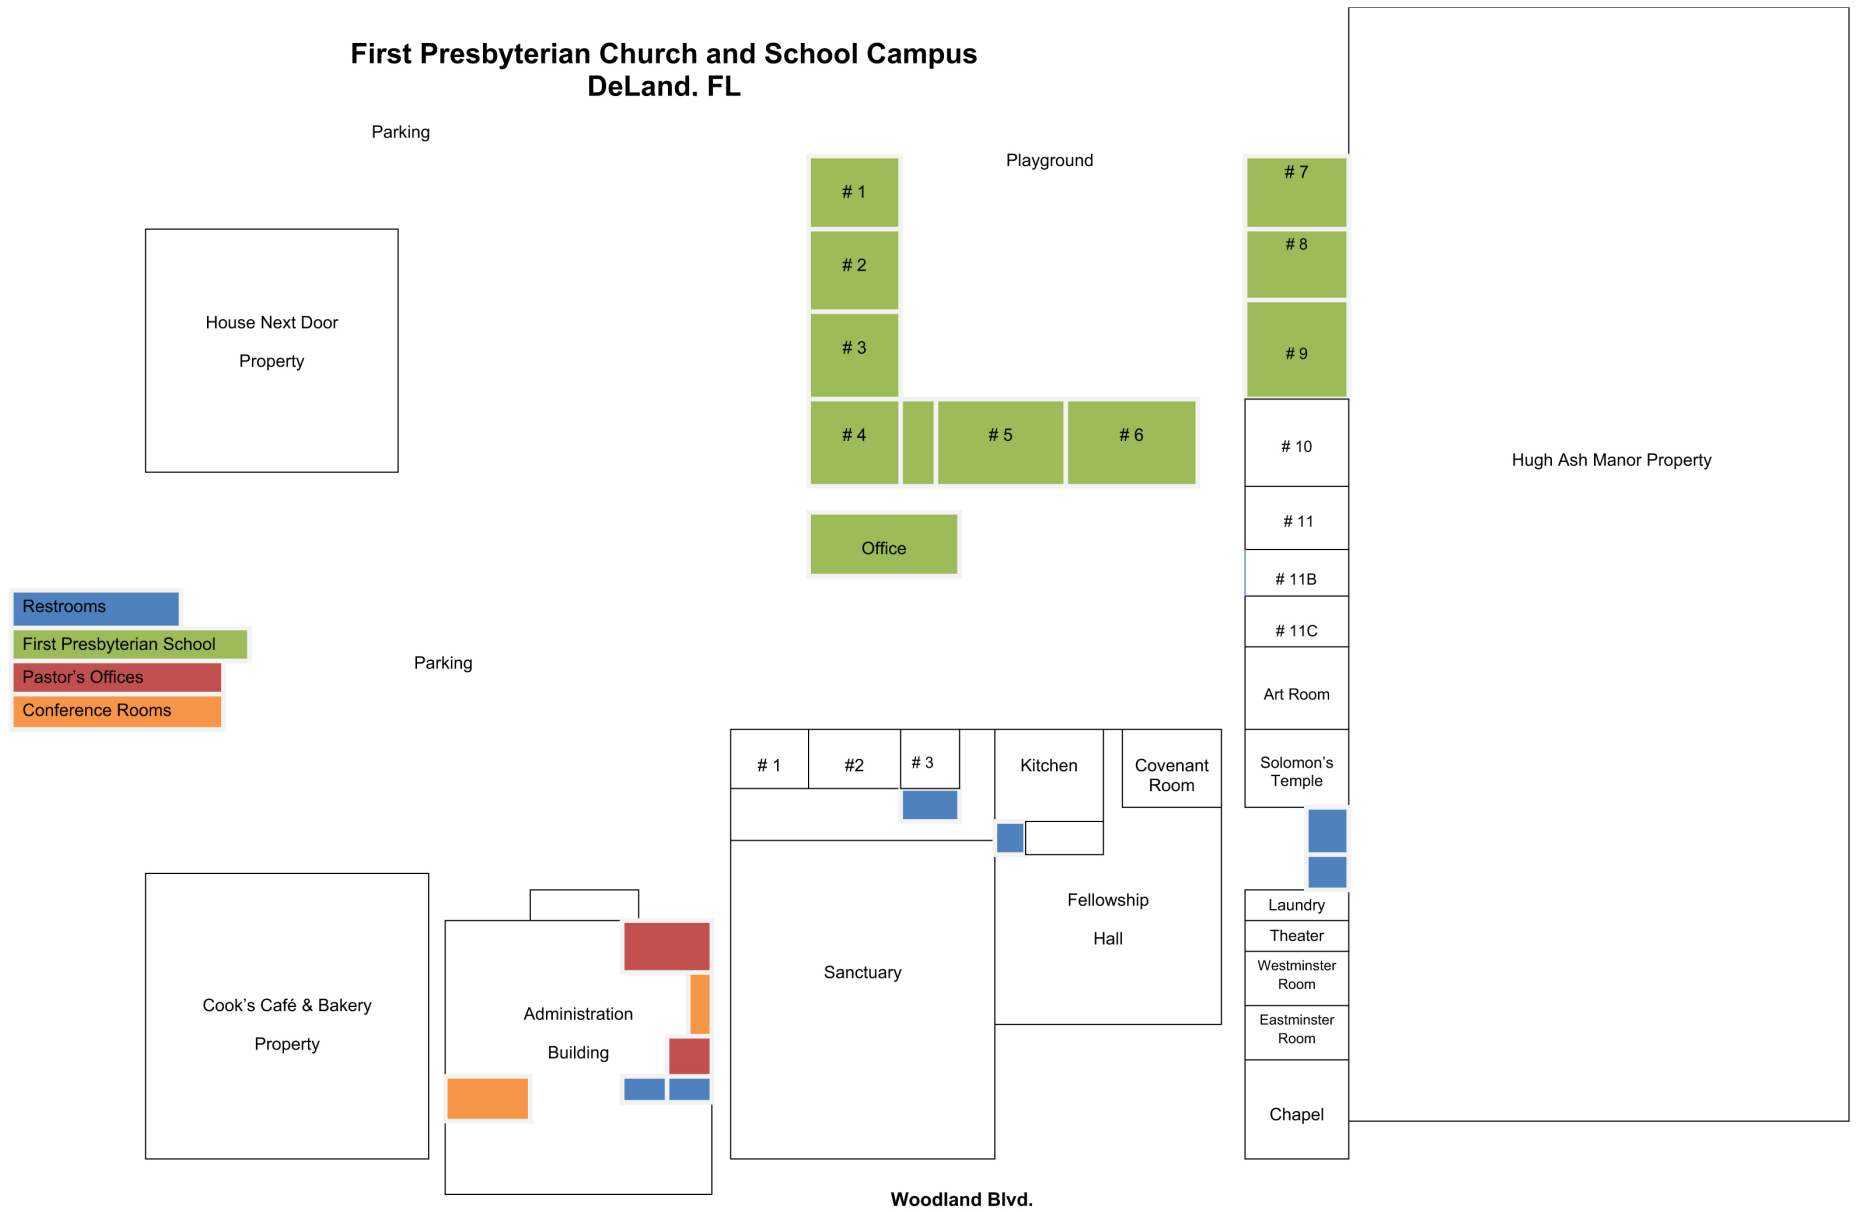 First Presbyterian Church and School Campus
DeLand. FL
Parking
Playground
# 1
# 2
# 3
# 4
# 5
# 6
# 7
# 8
# 9
# 10
# 11
# 11B
# 11C
Art Room
Solomon's
Temple
House Next Door
Property
Hugh Ash Manor Property
Office
Restrooms
First Presbyterian School
Pastor's Offices
Conference Rooms
Parking
# 1
#2
# 3
Kitchen
Covenant
Room
Fellowship
Hall
Sanctuary
Laundry
Theater
Westminster
Room
Eastminster
Room
Chapel
Cook's Café & Bakery
Property
Administration
Building
Woodland Blvd.